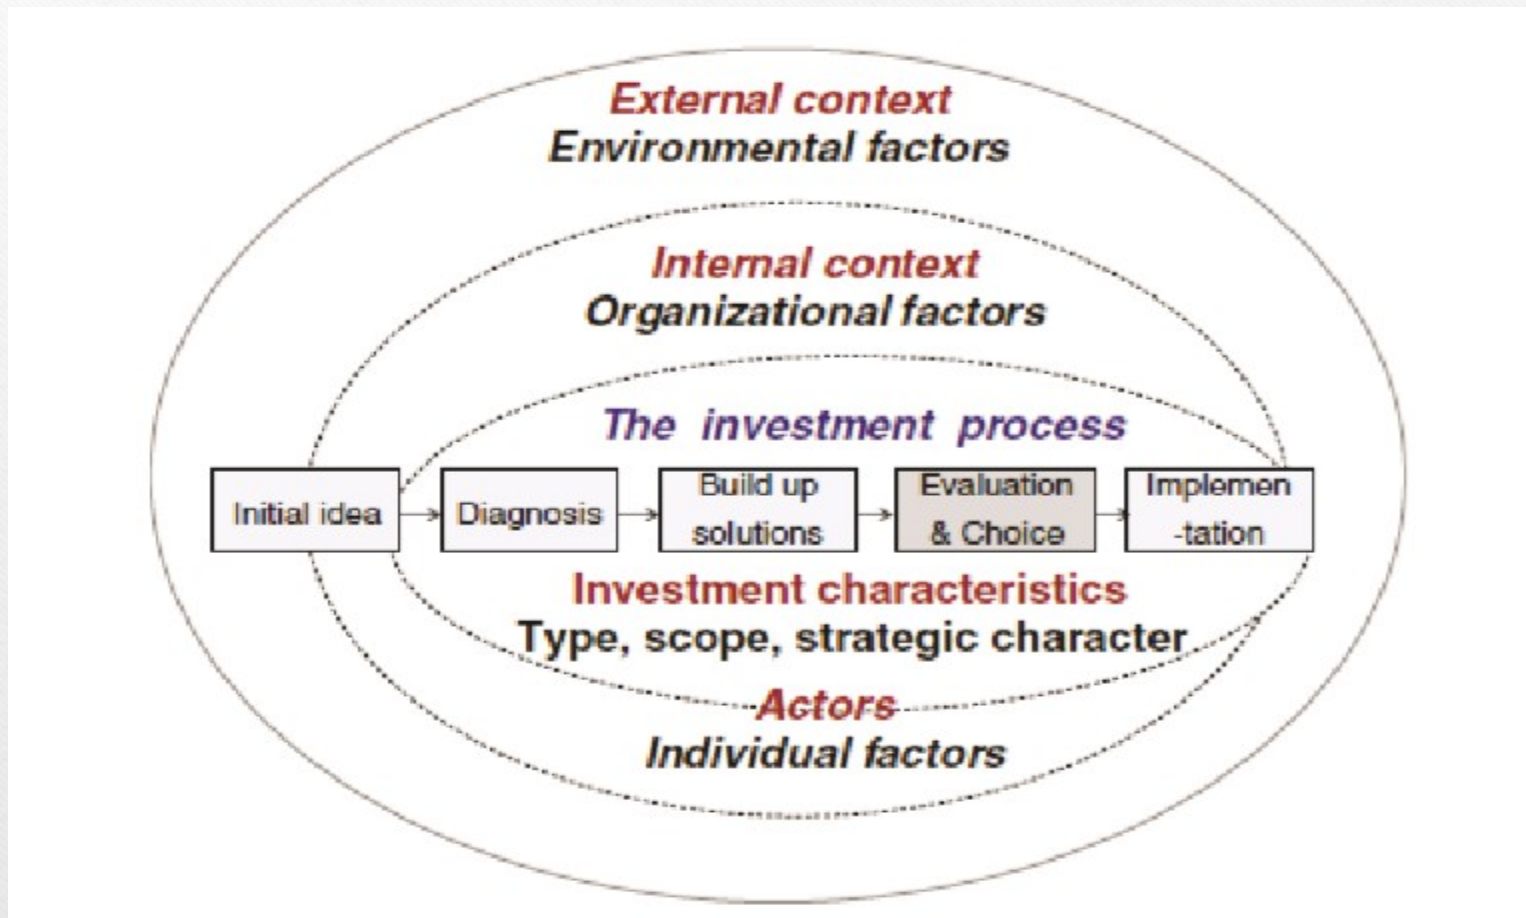 External context
Environmental factors
Internal context
Organizational factors
The investment process
Initial idea
Diagnosis
Build up
solutions
Evaluation
& Choice
Implemen
-tation
Investment characteristics
Type, scope, strategic character
Actors
Individual factors